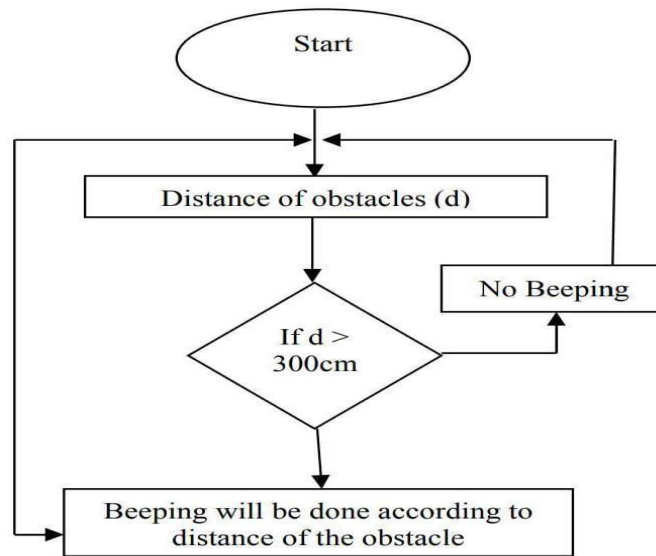 Start
Distance of obstacles (d)
No Beeping
If d >
300cm
Beeping will be done according to
distance of the obstacle